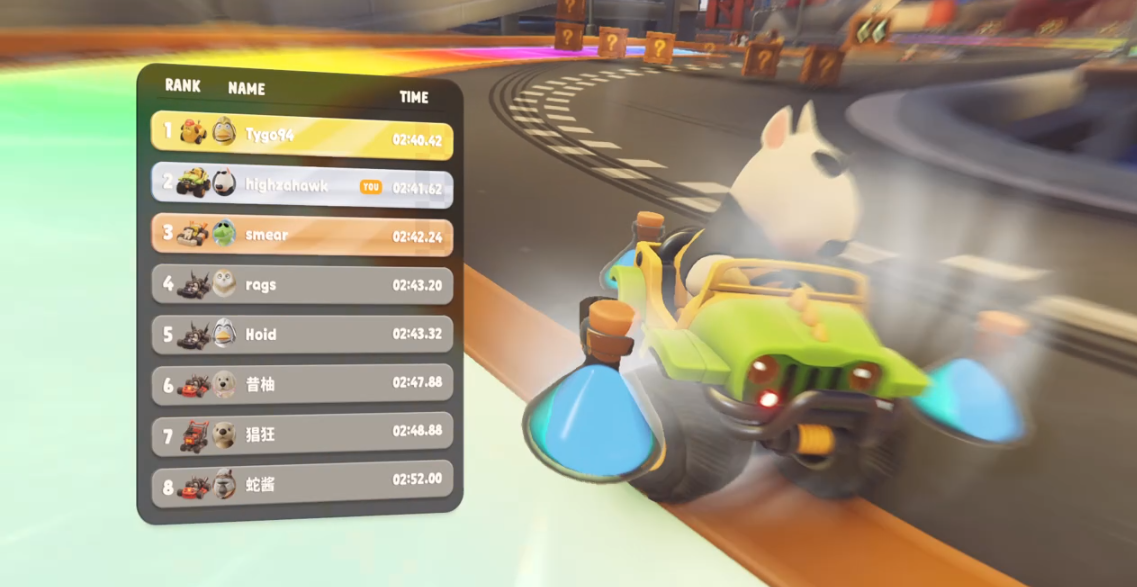 RANK NAME TIME
1 Tygo94 02:40.42
2 highzahawk YOU 02:41.62
3 smear 02:42.24
4 rags 02:43.20
5 Hoid 02:43.32
6 昔柚 02:47.88
7 猖狂 02:48.88
8 蛇酱 02:52.00
? ? ? ? ?